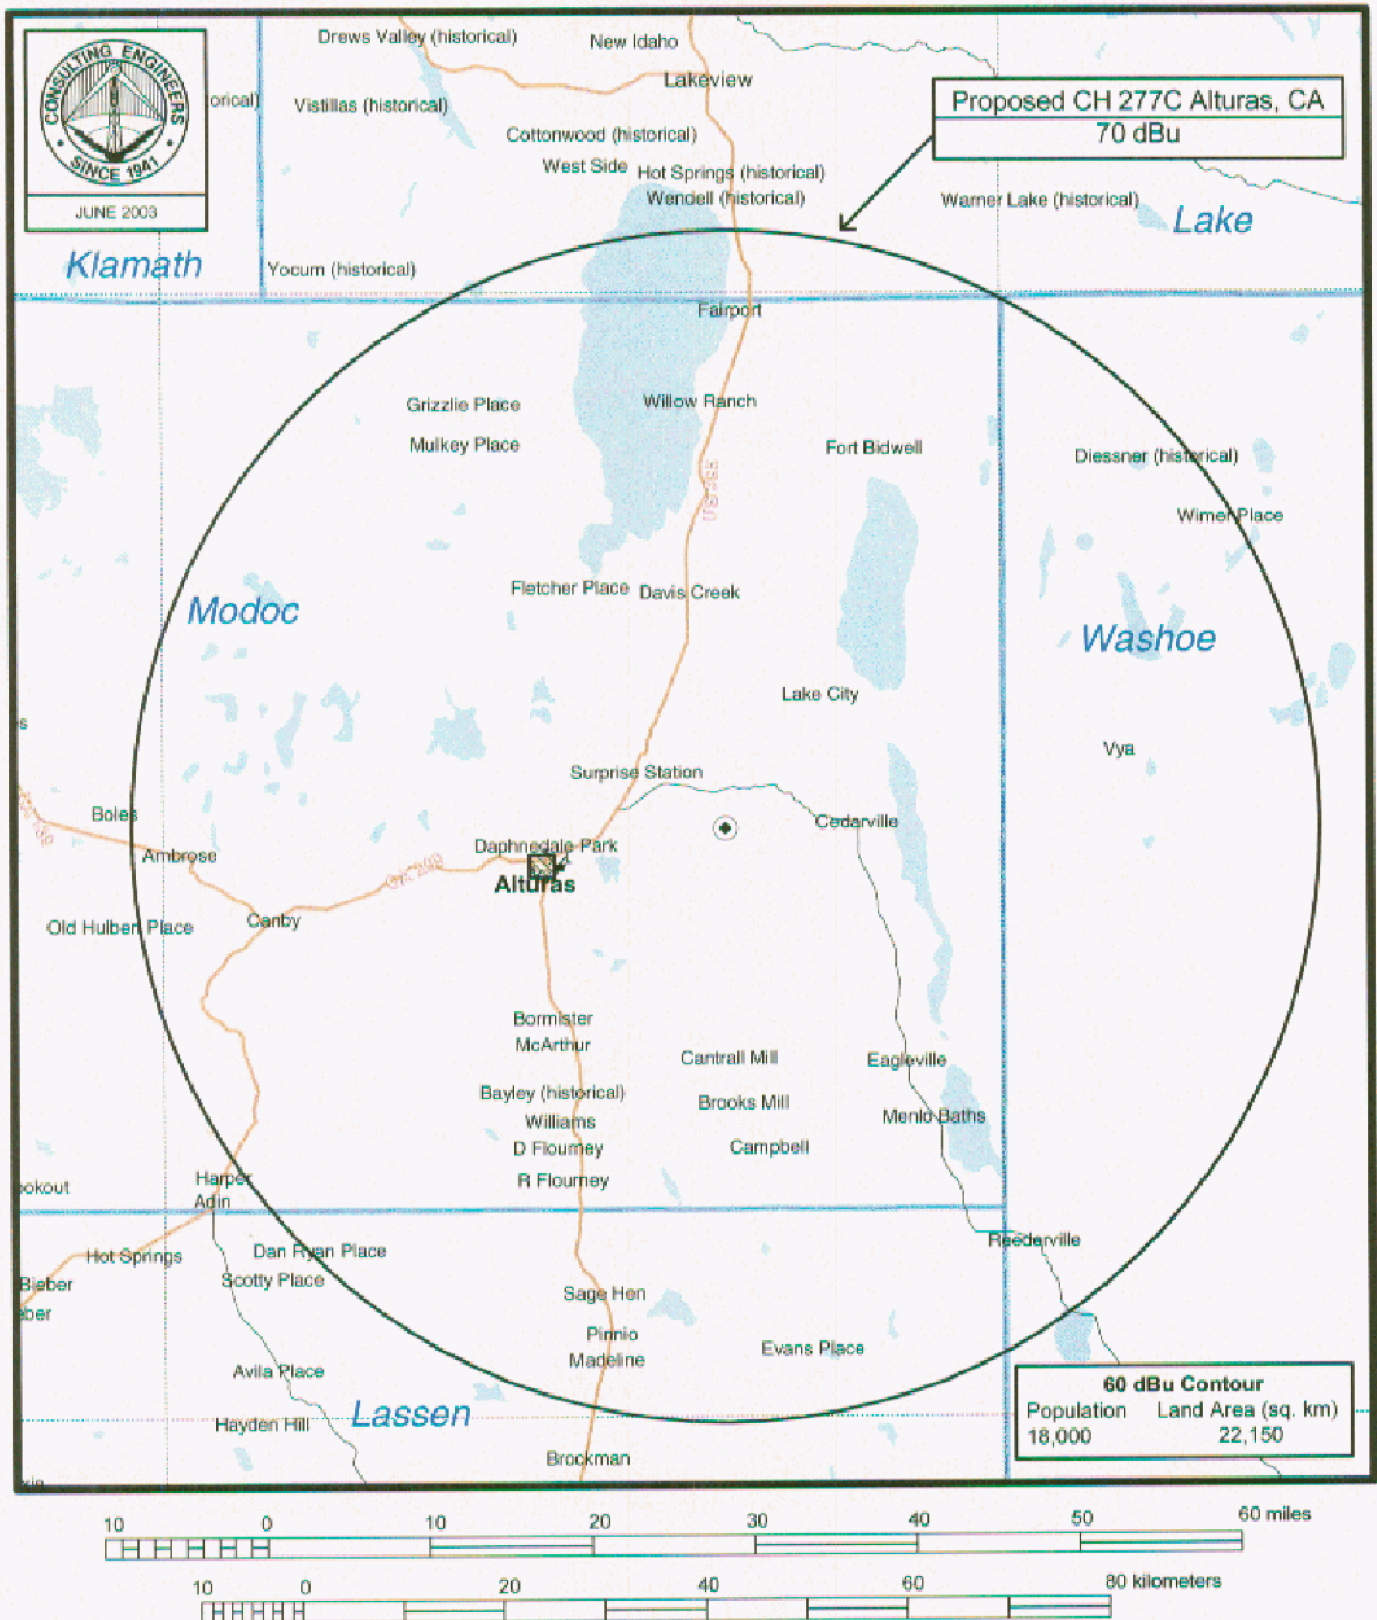 CONSULTING ENGINEERS
SINCE 1941
JUNE 2003
orical)
Drews Valley (historical)
New Idaho
Lakeview
Vistillas (historical)
Cottonwood (historical)
West Side
Hot Springs (historical)
Wendell (historical)
Proposed CH 277C Alturas, CA
70 dBu
Warner Lake (historical)
Lake
Klamath
Yocum (historical)
Fairport
Grizzlie Place
Willow Ranch
Mulkey Place
Fort Bidwell
Diessner (historical)
Wimer Place
Fletcher Place
Davis Creek
Modoc
Washoe
Lake City
Vya
Surprise Station
Boles
Cedarville
Daphnedale Park
Ambrose
Alturas
Canby
Old Hulbert Place
Bormister
McArthur
Cantrall Mill
Eagleville
Bayley (historical)
Brooks Mill
Williams
Menlo Baths
D Flourney
Campbell
R Flourney
Harper
ookout
Adin
Reederville
Hot Springs
Dan Ryan Place
Scotty Place
Bieber
eber
Sage Hen
Pinnio
Madeline
Evans Place
Avila Place
Hayden Hill
Lassen
Brockman
60 dBu Contour
Population Land Area (sq. km)
18,000 22,150
10 0 10 20 30 40 50 60 miles
10 0 20 40 60 80 kilometers